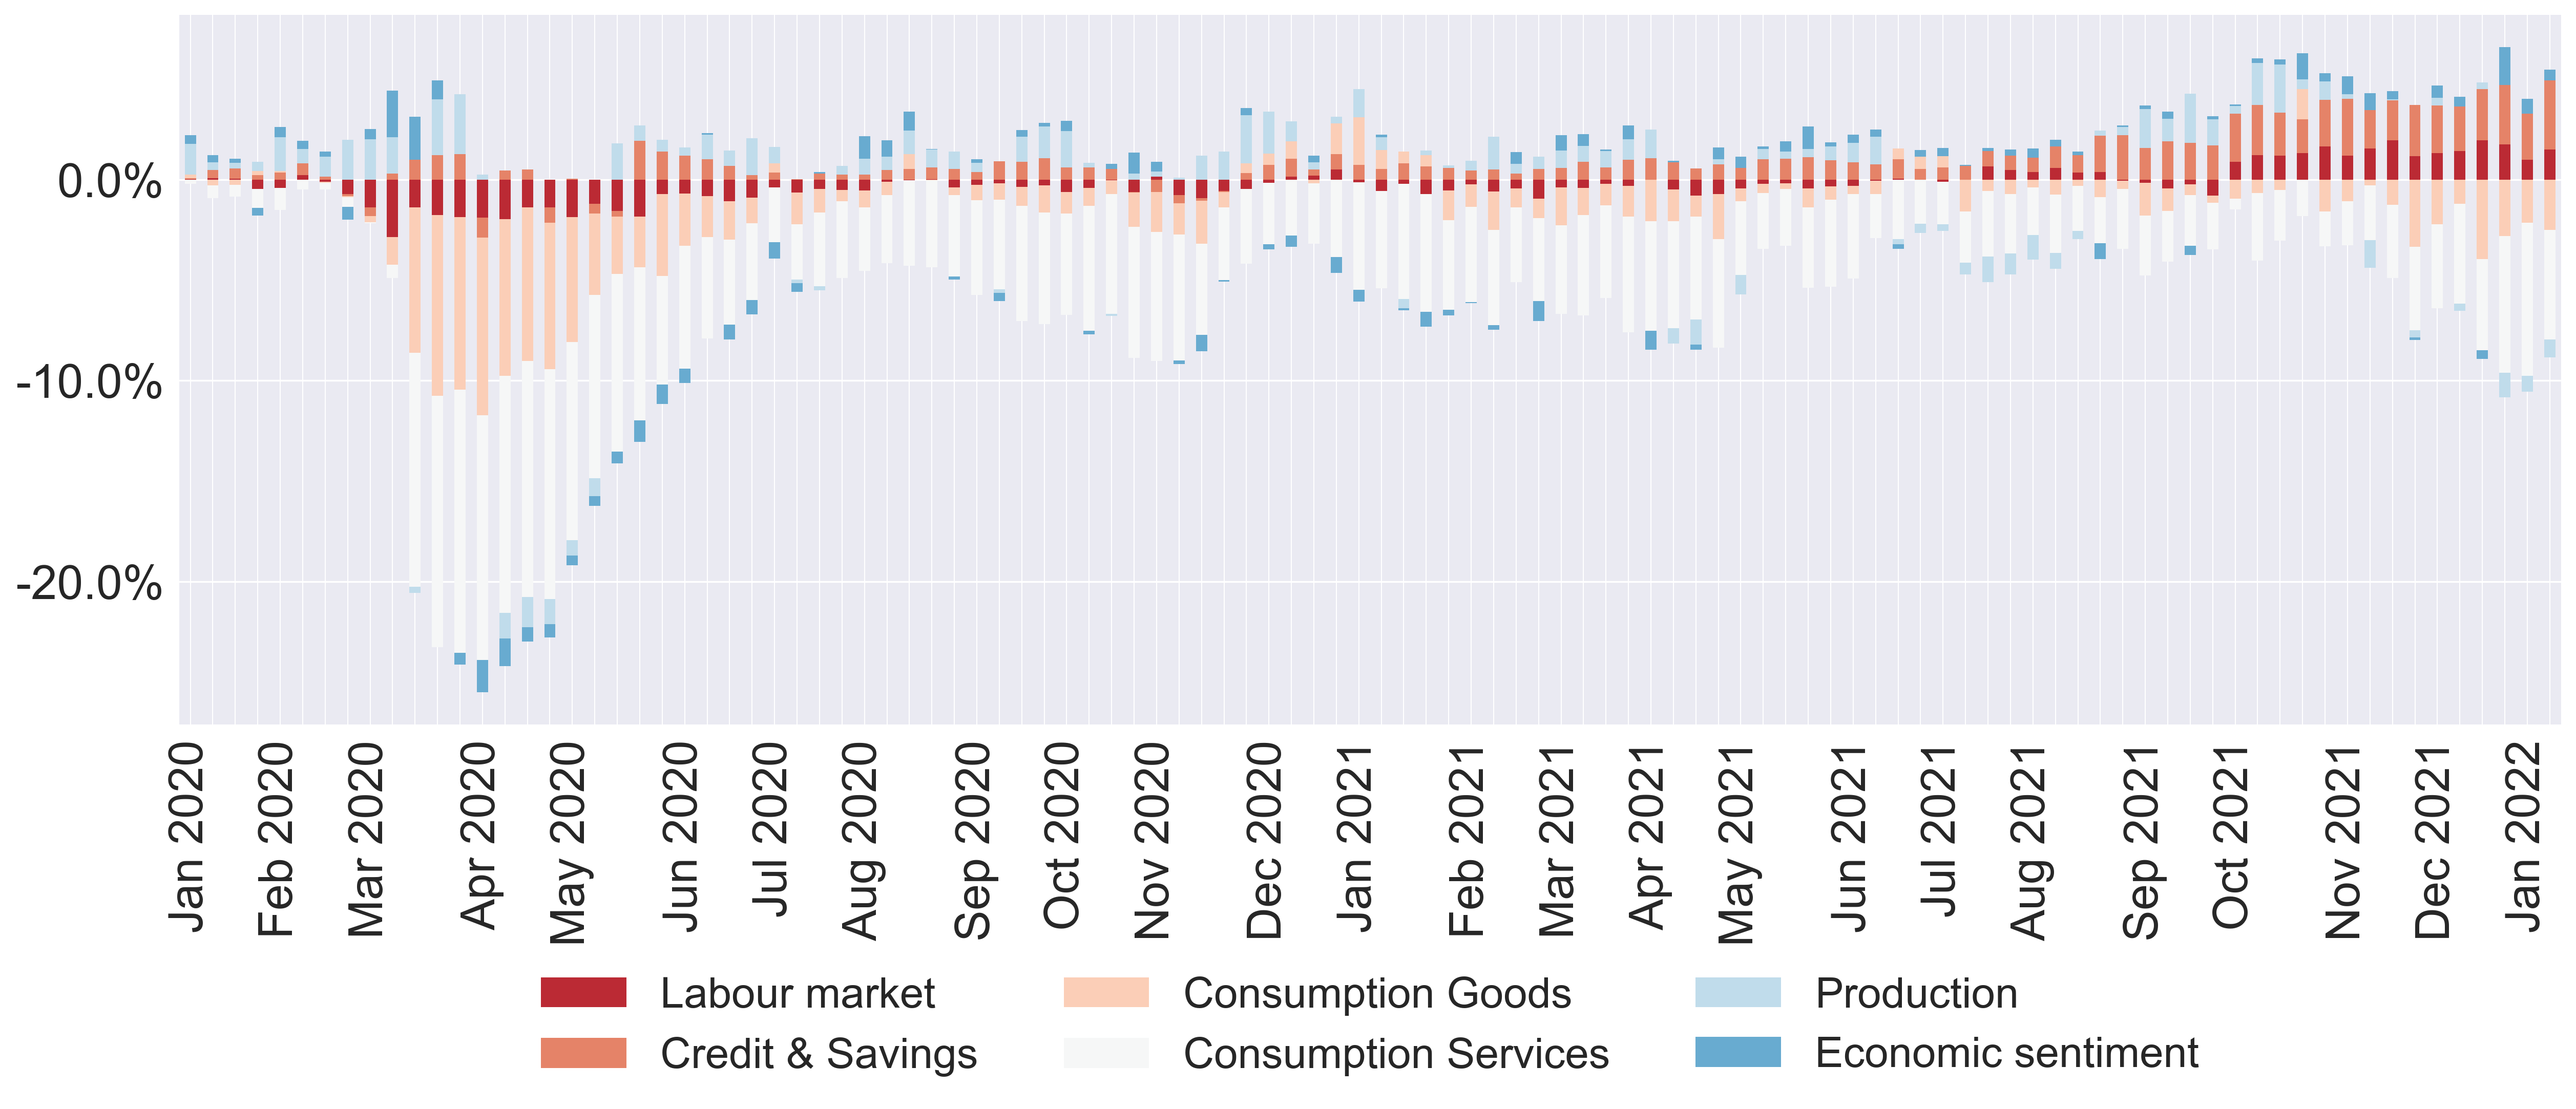 0.0%
-10.0%
-20.0%
Jan 2020
Feb 2020
Mar 2020
Apr 2020
May 2020
Jun 2020
Jul 2020
Aug 2020
Sep 2020
Oct 2020
Nov 2020
Dec 2020
Jan 2021
Feb 2021
Mar 2021
Apr 2021
May 2021
Jun 2021
Jul 2021
Aug 2021
Sep 2021
Oct 2021
Nov 2021
Dec 2021
Jan 2022
Labour market
Credit & Savings
Consumption Goods
Consumption Services
Production
Economic sentiment